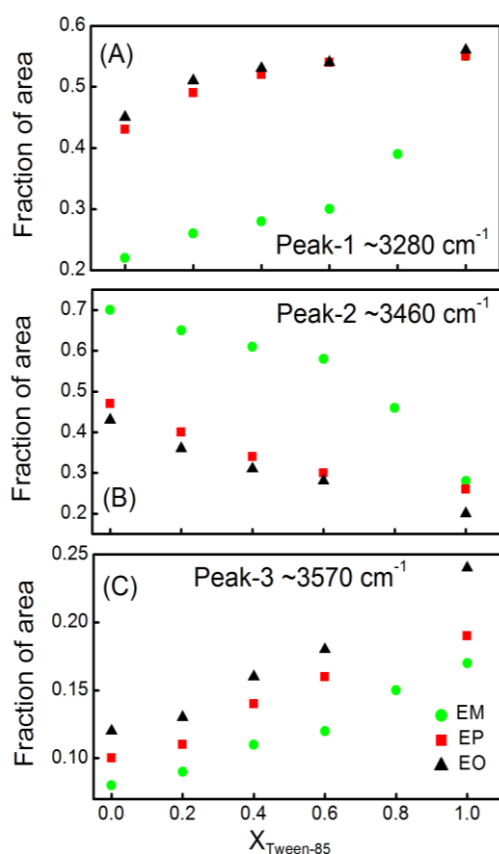 (A)
0.6
0.5
0.4
0.3
0.2
Fraction of area
Peak-1 ~3280 cm⁻¹
Peak-2 ~3460 cm⁻¹
0.7
0.6
0.5
0.4
0.3
0.2
Fraction of area
(B)
Peak-3 ~3570 cm⁻¹
0.25
0.20
0.15
0.10
Fraction of area
(C)
EM
EP
EO
0.0 0.2 0.4 0.6 0.8 1.0
X Tween-85